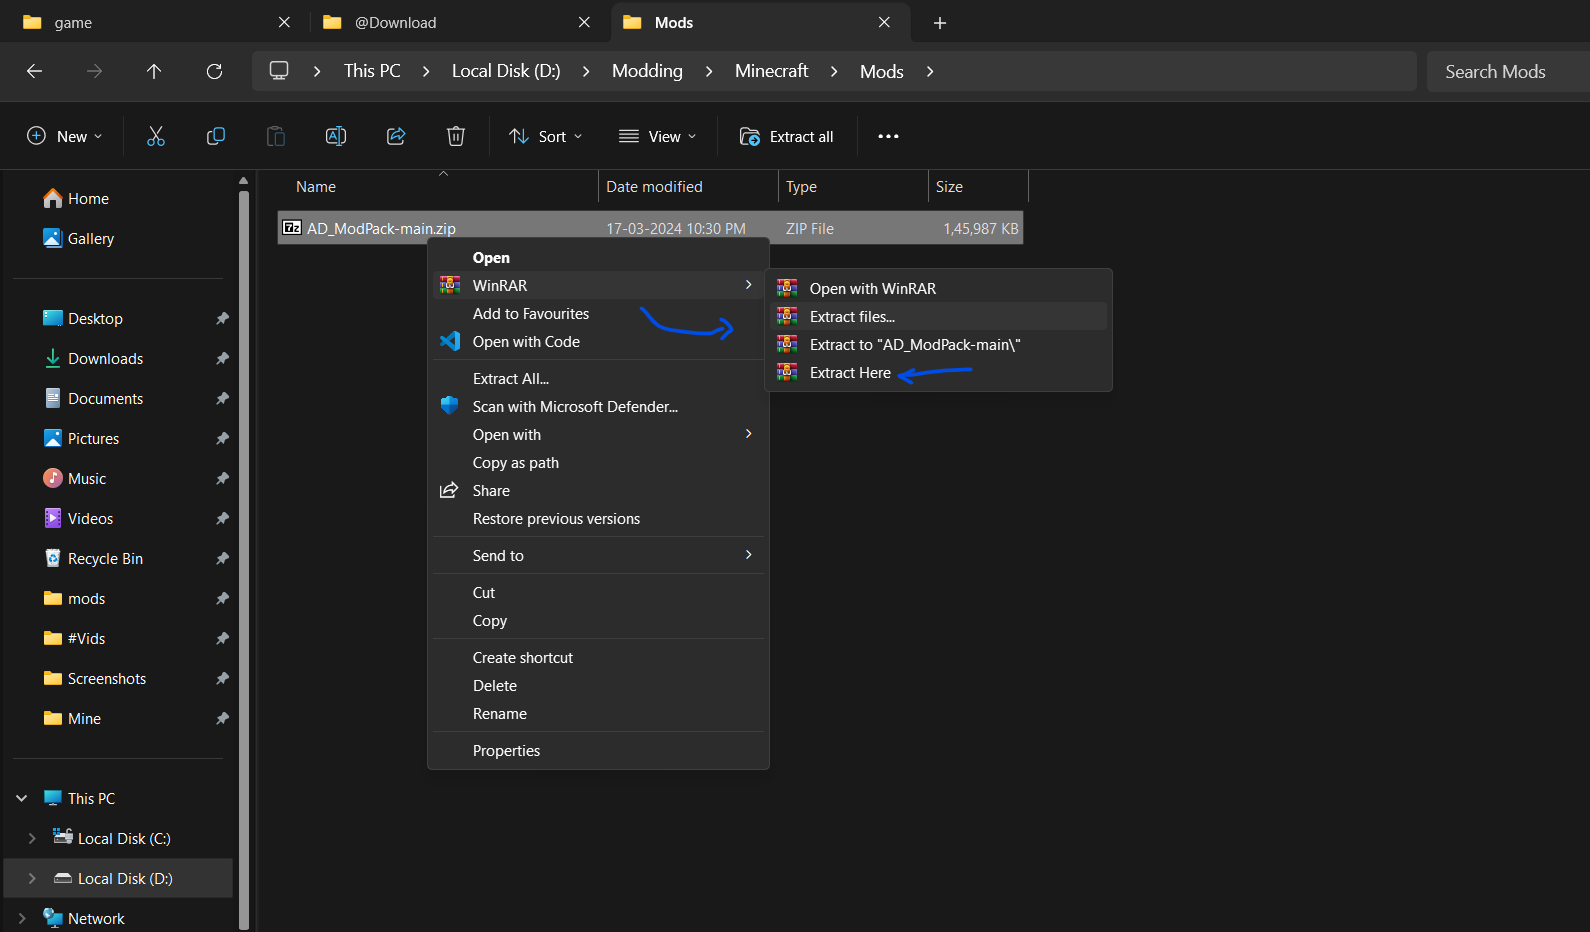 game
@Download
Mods
This PC
Local Disk (D:)
Modding
Minecraft
Mods
Search Mods
New
Sort
View
Extract all
Home
Gallery
Desktop
Downloads
Documents
Pictures
Music
Videos
Recycle Bin
mods
#Vids
Screenshots
Mine
This PC
Local Disk (C:)
Local Disk (D:)
Network
Name
Date modified
Type
Size
7z
AD_ModPack-main.zip
17-03-2024 10:30 PM
ZIP File
1,45,987 KB
Open
WinRAR
Add to Favourites
Open with Code
Extract All...
Scan with Microsoft Defender...
Open with
Copy as path
Share
Restore previous versions
Send to
Cut
Copy
Create shortcut
Delete
Rename
Properties
Open with WinRAR
Extract files...
Extract to "AD_ModPack-main\"
Extract Here